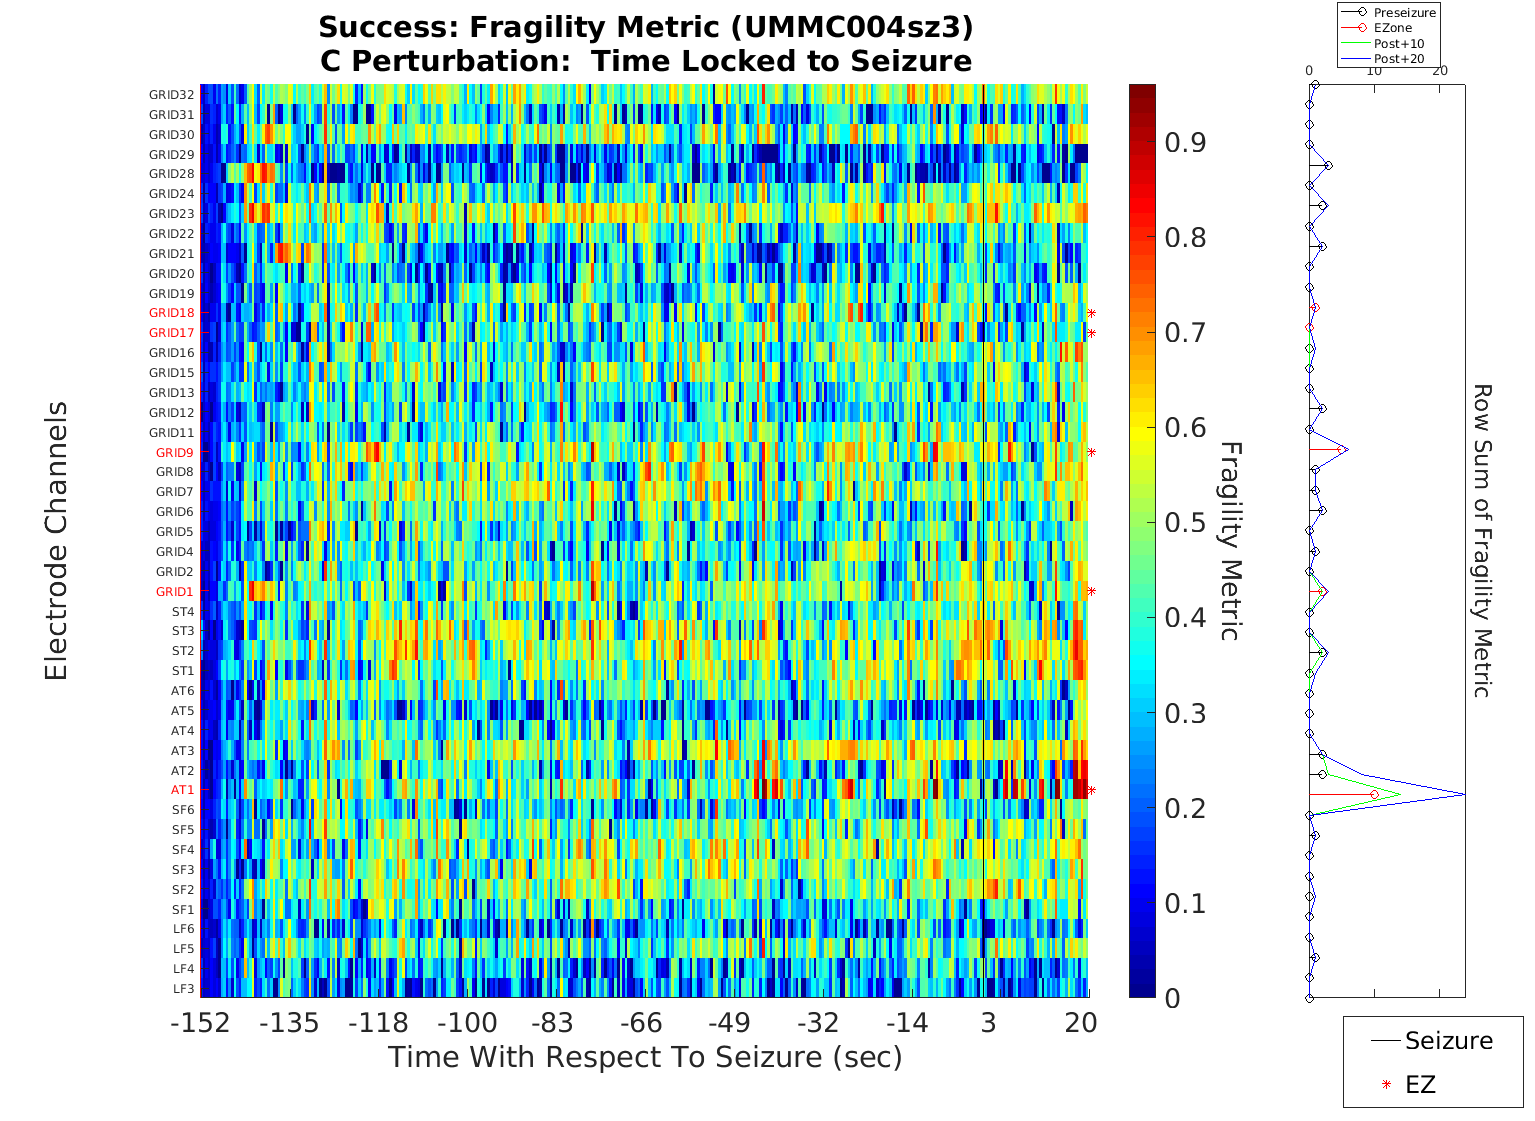 Success: Fragility Metric (UMMC004sz3)
C Perturbation:  Time Locked to Seizure
Preseizure
EZone
Post+10
Post+20
0
10
20
GRID32
GRID31
GRID30
GRID29
GRID28
GRID24
GRID23
GRID22
GRID21
GRID20
GRID19
GRID18
GRID17
GRID16
GRID15
GRID13
GRID12
GRID11
GRID9
GRID8
GRID7
GRID6
GRID5
GRID4
GRID2
GRID1
ST4
ST3
ST2
ST1
AT6
AT5
AT4
AT3
AT2
AT1
SF6
SF5
SF4
SF3
SF2
SF1
LF6
LF5
LF4
LF3
Electrode Channels
-152
-135
-118
-100
-83
-66
-49
-32
-14
3
20
Time With Respect To Seizure (sec)
0.9
0.8
0.7
0.6
0.5
0.4
0.3
0.2
0.1
0
Fragility Metric
Row Sum of Fragility Metric
Seizure
EZ